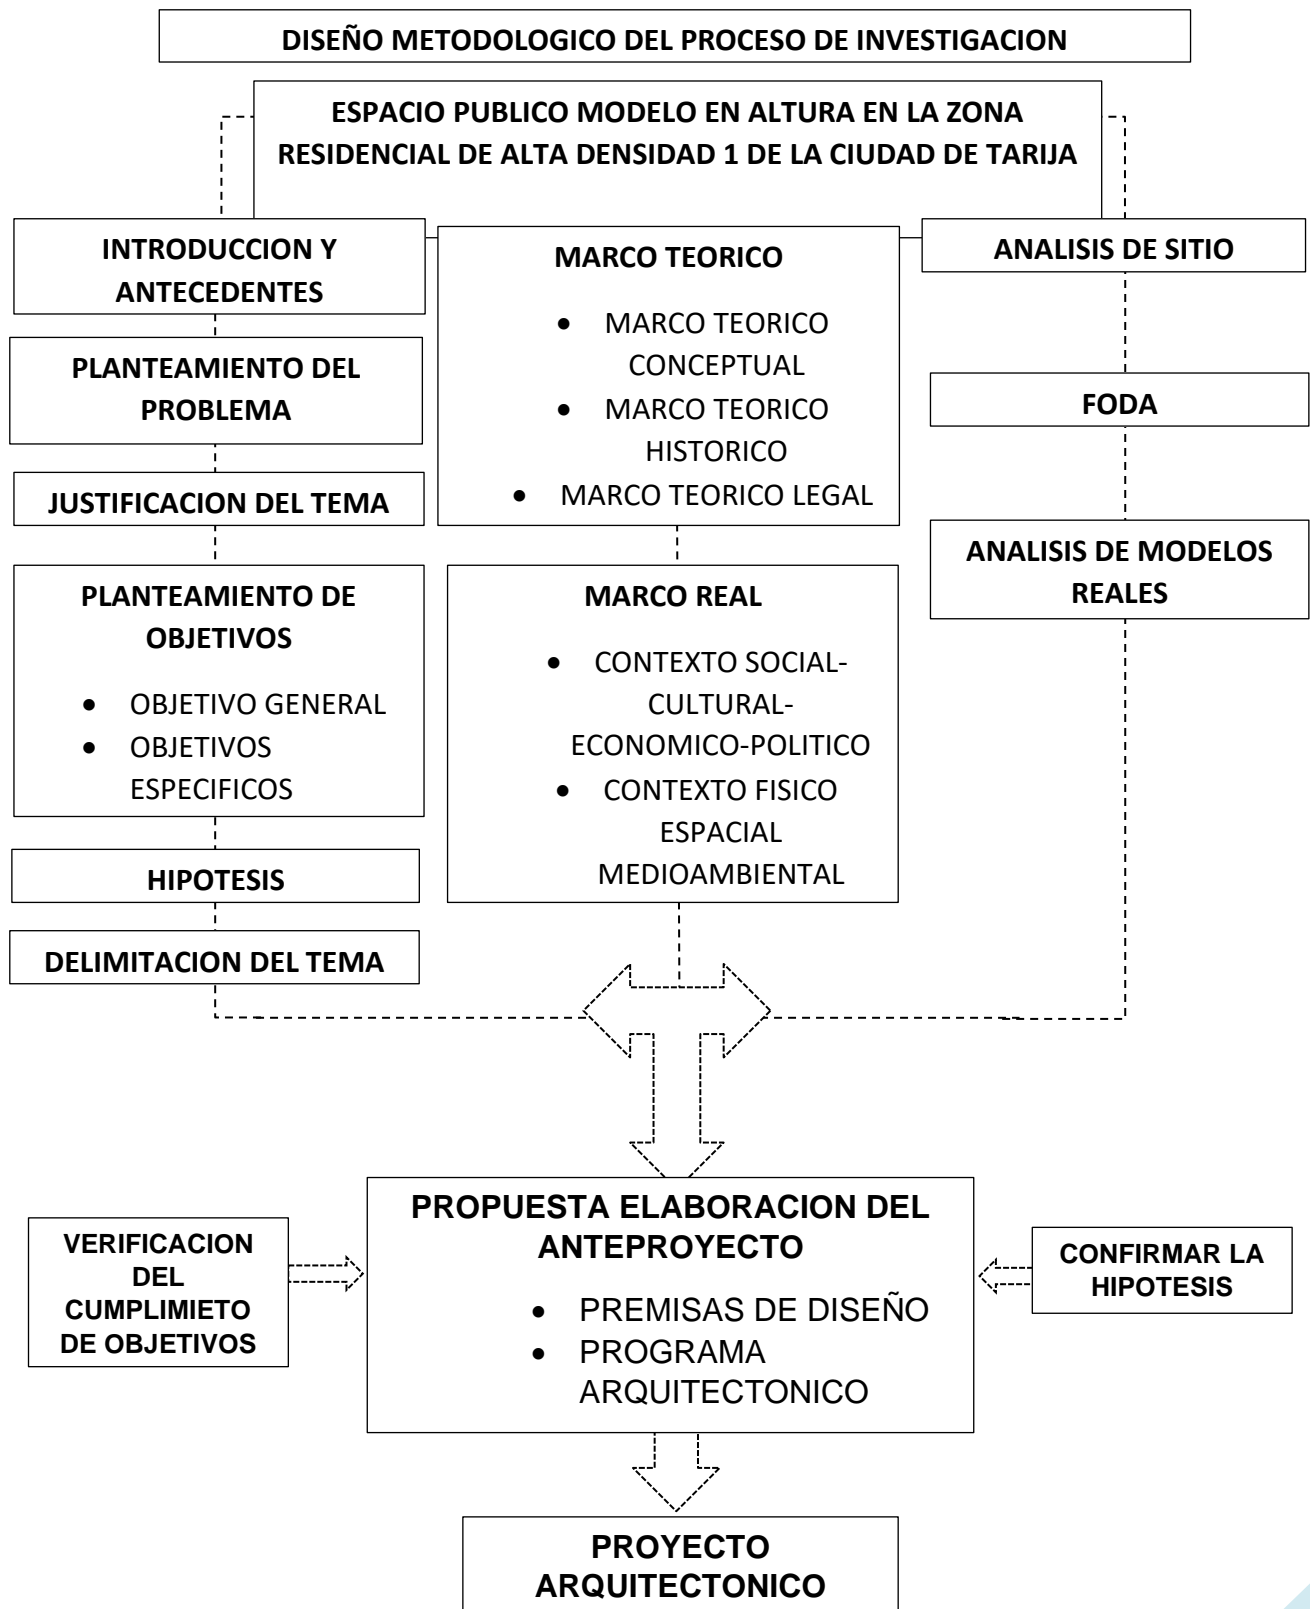 DISEÑO METODOLOGICO DEL PROCESO DE INVESTIGACION
ESPACIO PUBLICO MODELO EN ALTURA EN LA ZONA
RESIDENCIAL DE ALTA DENSIDAD 1 DE LA CIUDAD DE TARIJA
INTRODUCCION Y
ANTECEDENTES
PLANTEAMIENTO DEL
PROBLEMA
JUSTIFICACION DEL TEMA
PLANTEAMIENTO DE
OBJETIVOS
• OBJETIVO GENERAL
• OBJETIVOS
ESPECIFICOS
HIPOTESIS
DELIMITACION DEL TEMA
MARCO TEORICO
• MARCO TEORICO
CONCEPTUAL
• MARCO TEORICO
HISTORICO
• MARCO TEORICO LEGAL
MARCO REAL
• CONTEXTO SOCIAL-
CULTURAL-
ECONOMICO-POLITICO
• CONTEXTO FISICO
ESPACIAL
MEDIOAMBIENTAL
ANALISIS DE SITIO
FODA
ANALISIS DE MODELOS
REALES
VERIFICACION
DEL
CUMPLIMIETO
DE OBJETIVOS
PROPUESTA ELABORACION DEL
ANTEPROYECTO
• PREMISAS DE DISEÑO
• PROGRAMA
ARQUITECTONICO
CONFIRMAR LA
HIPOTESIS
PROYECTO
ARQUITECTONICO